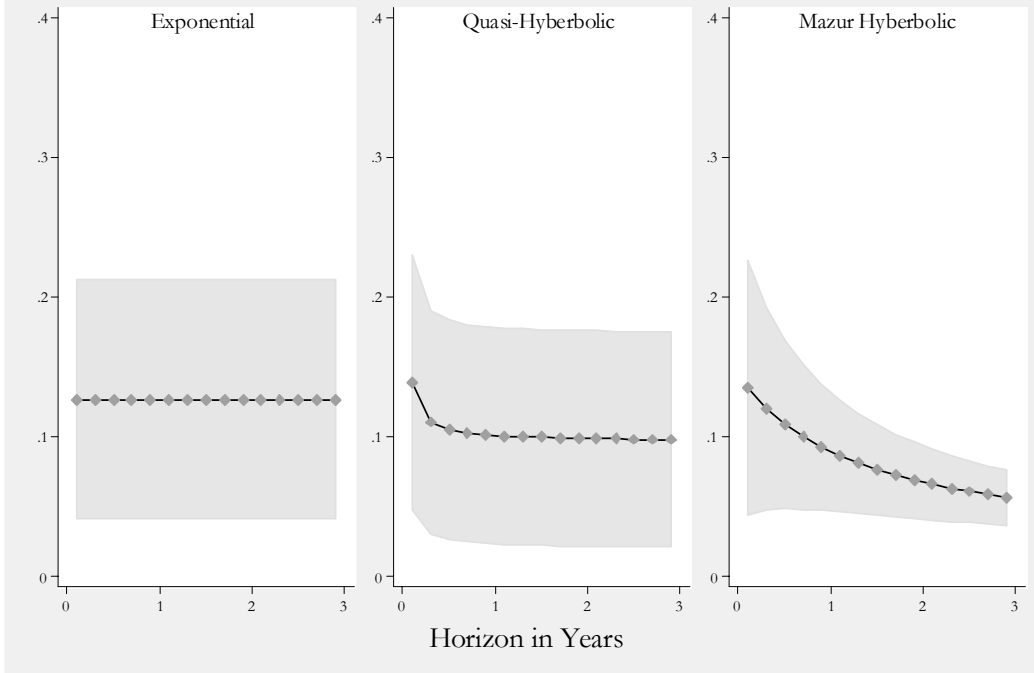 Exponential
.4
.3
.2
.1
0
0 1 2 3
Quasi-Hyberbolic
.4
.3
.2
.1
0
0 1 2 3
Mazur Hyberbolic
.4
.3
.2
.1
0
0 1 2 3
Horizon in Years